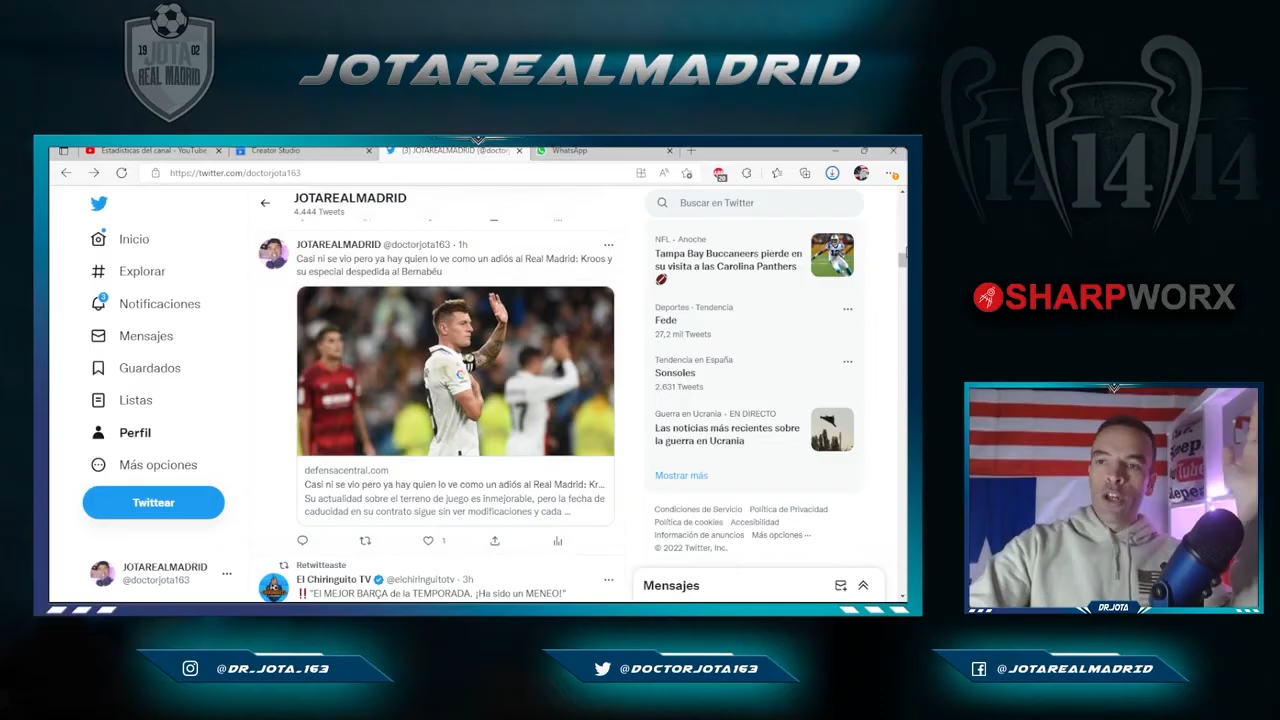 19 02
JOTA
REAL MADRID
JOTAREALMADRID
14 14 14
Estadísticas del canal - YouTube
Creator Studio
(3) JOTAREALMADRID (@doctorj
WhatsApp
https://twitter.com/doctorjota163
JOTAREALMADRID
4.444 Tweets
Buscar en Twitter
Inicio
Explorar
3
Notificaciones
Mensajes
Guardados
Listas
Perfil
Más opciones
Twittear
JOTAREALMADRID
@doctorjota163
JOTAREALMADRID @doctorjota163 · 1h
Casi ni se vio pero ya hay quien lo ve como un adiós al Real Madrid: Kroos y
su especial despedida al Bernabéu
17
defensacentral.com
Casi ni se vio pero ya hay quien lo ve como un adiós al Real Madrid: Kr...
Su actualidad sobre el terreno de juego es inmejorable, pero la fecha de
caducidad en su contrato sigue sin ver modificaciones y cada ...
1
Retwitteaste
El Chiringuito TV @elchiringuitotv · 3h
‼"El MEJOR BARÇA de la TEMPORADA. ¡Ha sido un MENEO!"
NFL · Anoche
Tampa Bay Buccaneers pierde en
su visita a las Carolina Panthers
🏈
Deportes · Tendencia
Fede
27,2 mil Tweets
Tendencia en España
Sonsoles
2.631 Tweets
Guerra en Ucrania · EN DIRECTO
Las noticias más recientes sobre
la guerra en Ucrania
Mostrar más
Condiciones de Servicio Política de Privacidad
Política de cookies Accesibilidad
Información de anuncios Más opciones ···
© 2022 Twitter, Inc.
Mensajes
SHARPWORX
DR.JOTA
@DR_JOTA_163
@DOCTORJOTA163
@JOTAREALMADRID